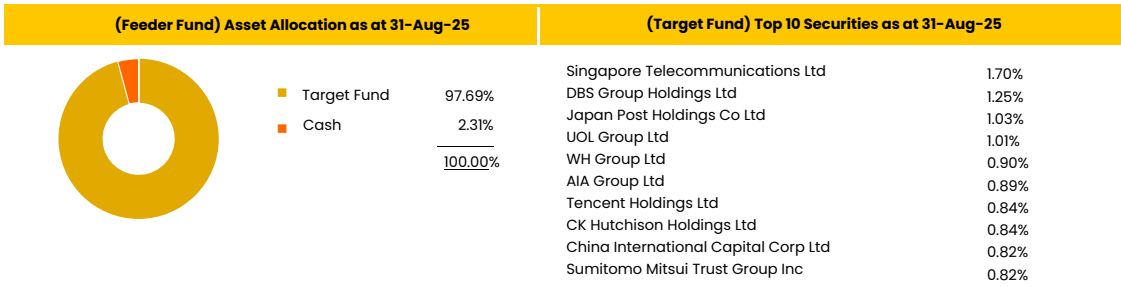 (Feeder Fund) Asset Allocation as at 31-Aug-25
Target Fund 97.69%
Cash 2.31%
100.00%
(Target Fund) Top 10 Securities as at 31-Aug-25
Singapore Telecommunications Ltd 1.70%
DBS Group Holdings Ltd 1.25%
Japan Post Holdings Co Ltd 1.03%
UOL Group Ltd 1.01%
WH Group Ltd 0.90%
AIA Group Ltd 0.89%
Tencent Holdings Ltd 0.84%
CK Hutchison Holdings Ltd 0.84%
China International Capital Corp Ltd 0.82%
Sumitomo Mitsui Trust Group Inc 0.82%